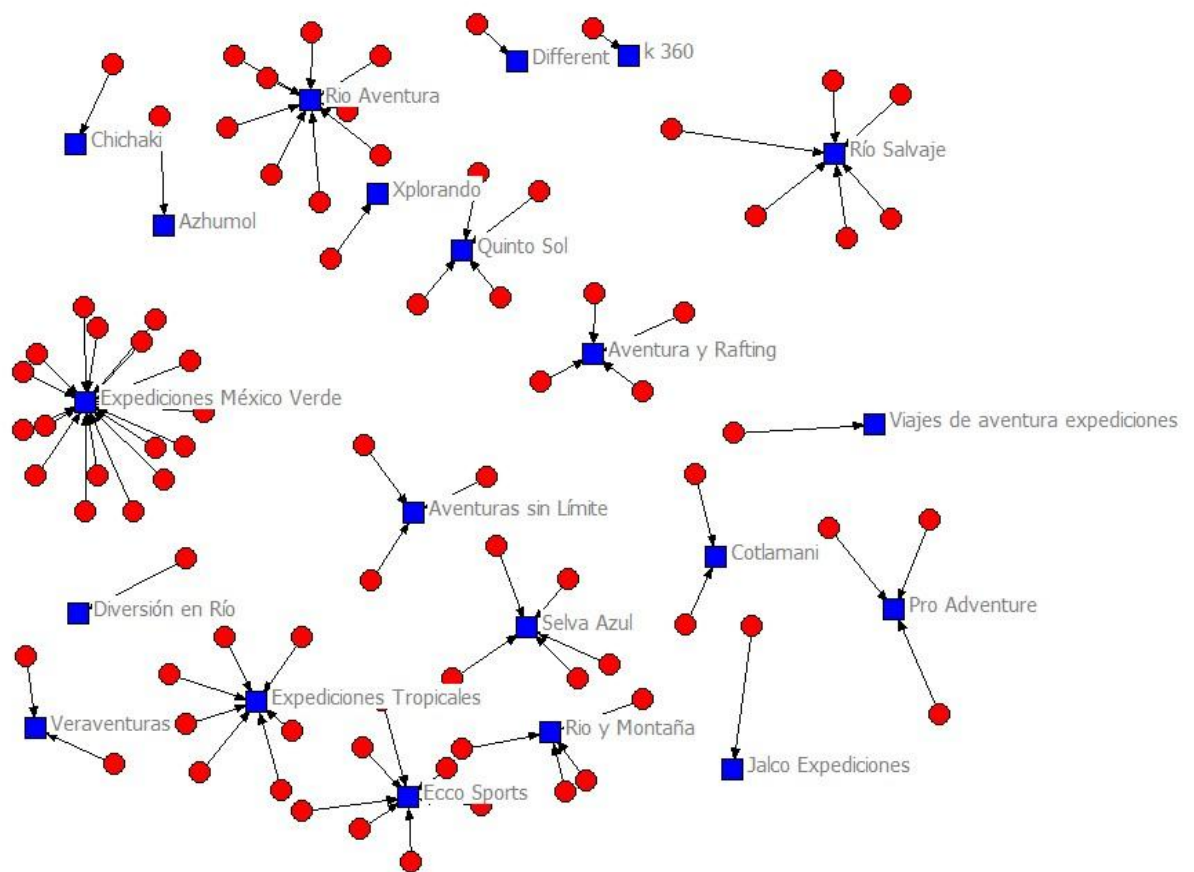 Different
k 360
Rio Aventura
Chichaki
Río Salvaje
Xplorando
Azhumol
Quinto Sol
Aventura y Rafting
Expediciones México Verde
Viajes de aventura expediciones
Aventuras sin Límite
Cotlamani
Diversión en Río
Pro Adventure
Selva Azul
Expediciones Tropicales
Veraventuras
Rio y Montaña
Jalco Expediciones
Ecco Sports